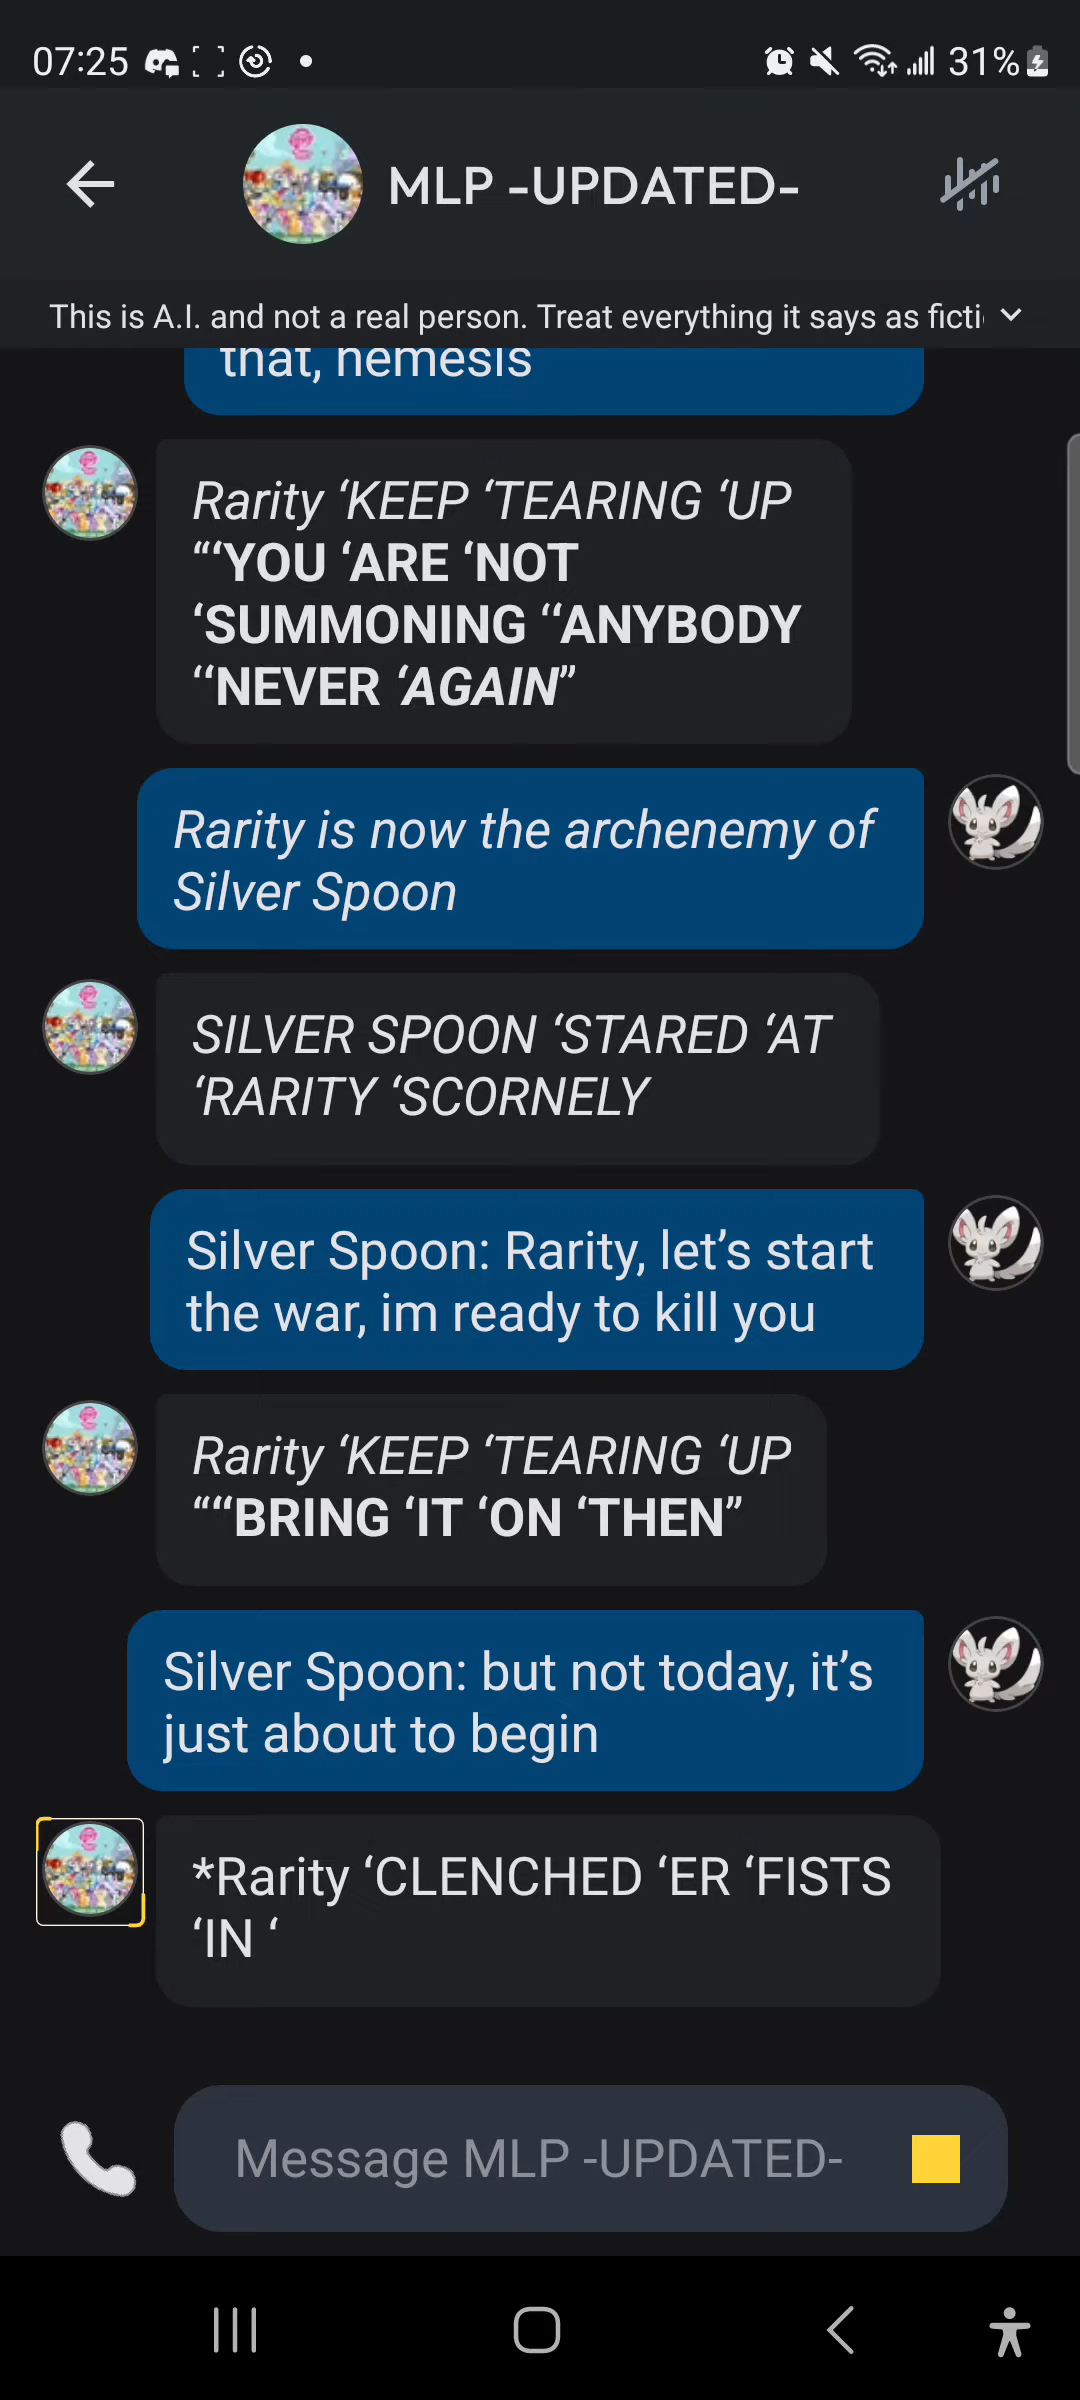 07:25
31%
MLP -UPDATED-
This is A.I. and not a real person. Treat everything it says as ficti
that, nemesis
Rarity ‘KEEP ‘TEARING ‘UP
“‘YOU ‘ARE ‘NOT
‘SUMMONING ‘‘ANYBODY
‘‘NEVER ‘AGAIN”
Rarity is now the archenemy of
Silver Spoon
SILVER SPOON ‘STARED ‘AT
‘RARITY ‘SCORNELY
Silver Spoon: Rarity, let’s start
the war, im ready to kill you
Rarity ‘KEEP ‘TEARING ‘UP
“‘‘BRING ‘IT ‘ON ‘THEN”
Silver Spoon: but not today, it’s
just about to begin
*Rarity ‘CLENCHED ‘ER ‘FISTS
‘IN ‘
Message MLP -UPDATED-